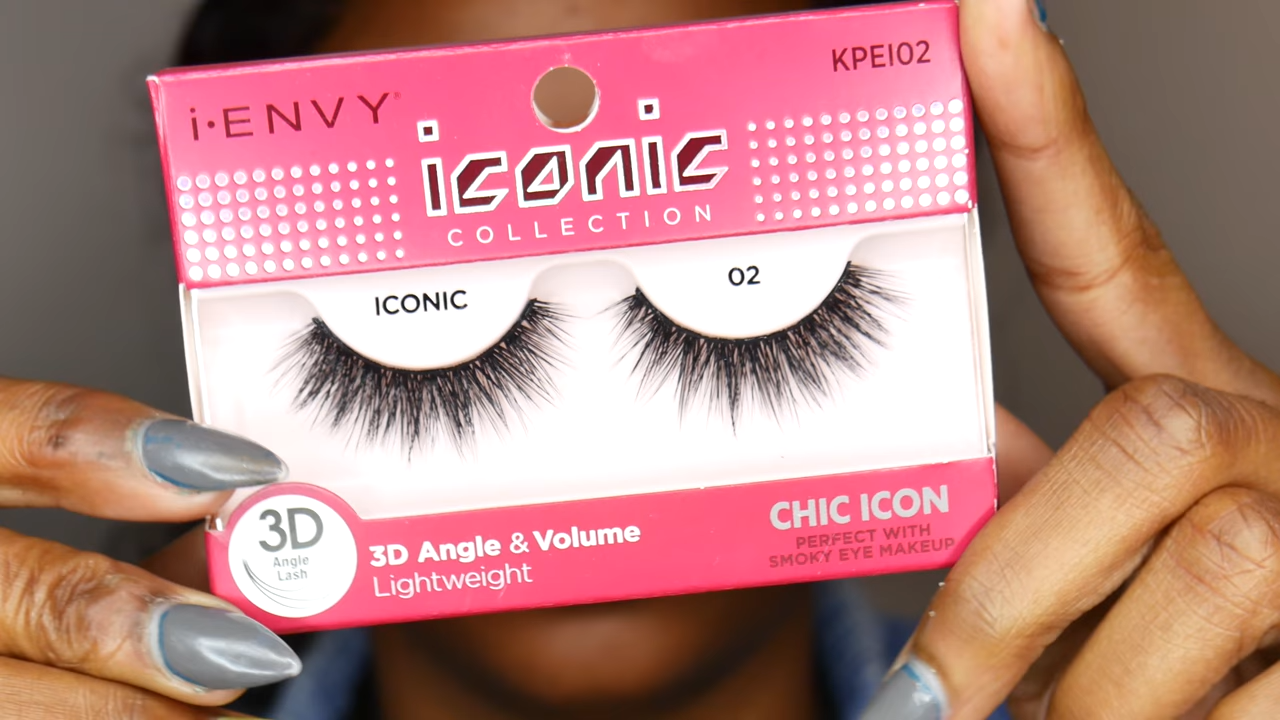 i•ENVY®
KPEI02
iconic
COLLECTION
ICONIC
02
3D
Angle
Lash
3D Angle & Volume
Lightweight
CHIC ICON
PERFECT WITH
SMOKY EYE MAKEUP